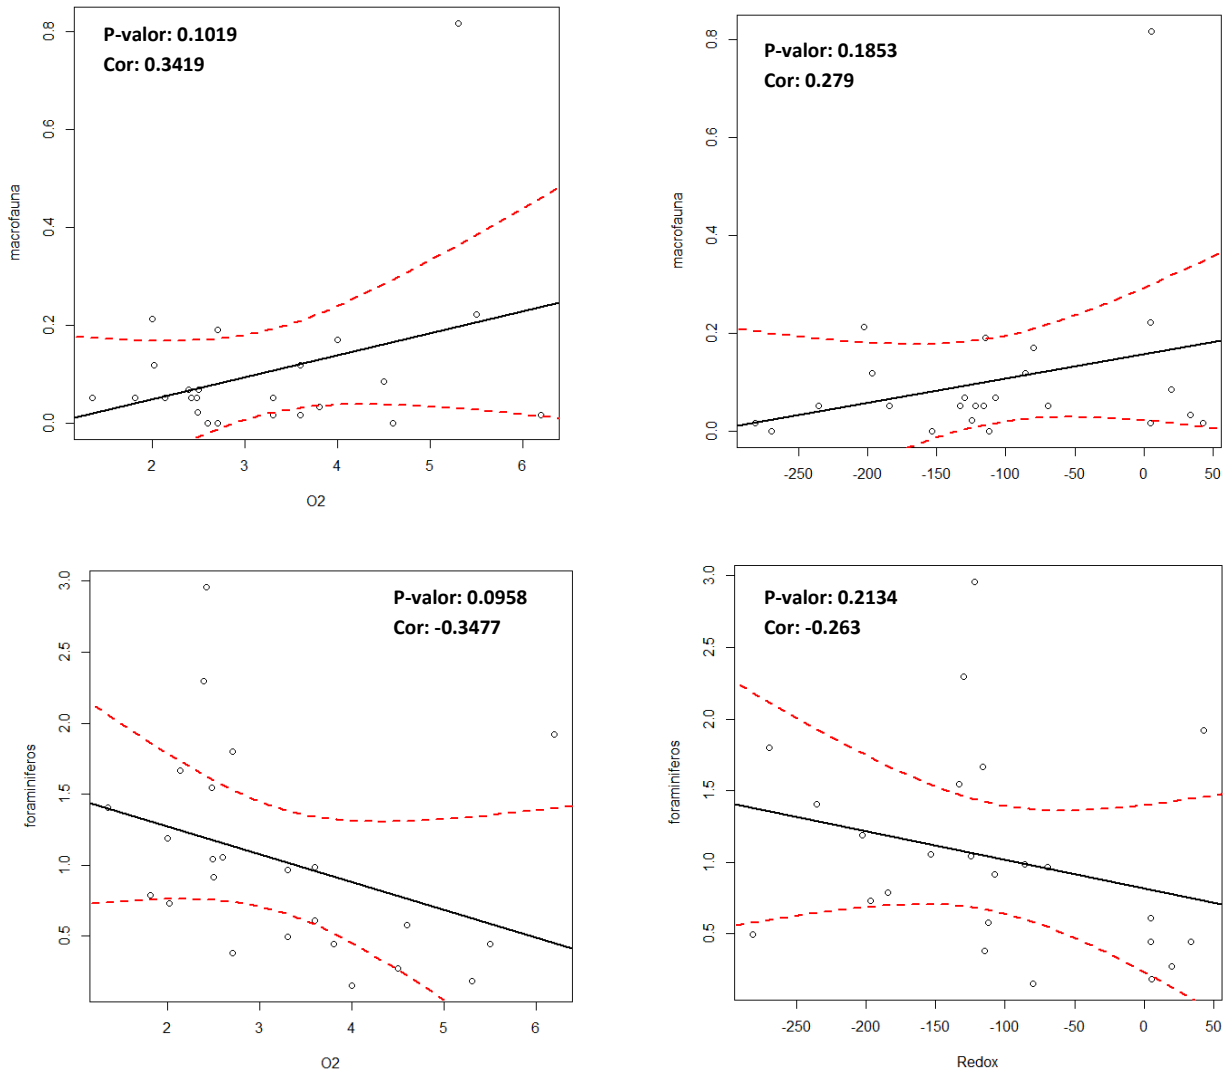 P-valor: 0.1019
Cor: 0.3419
macrofauna
0.0
0.2
0.4
0.6
0.8
2 3 4 5 6
O2
P-valor: 0.1853
Cor: 0.279
macrofauna
0.0
0.2
0.4
0.6
0.8
-250 -200 -150 -100 -50 0 50
P-valor: 0.0958
Cor: -0.3477
foraminiferos
0.5
1.0
1.5
2.0
2.5
3.0
2 3 4 5 6
O2
P-valor: 0.2134
Cor: -0.263
foraminiferos
0.5
1.0
1.5
2.0
2.5
3.0
-250 -200 -150 -100 -50 0 50
Redox